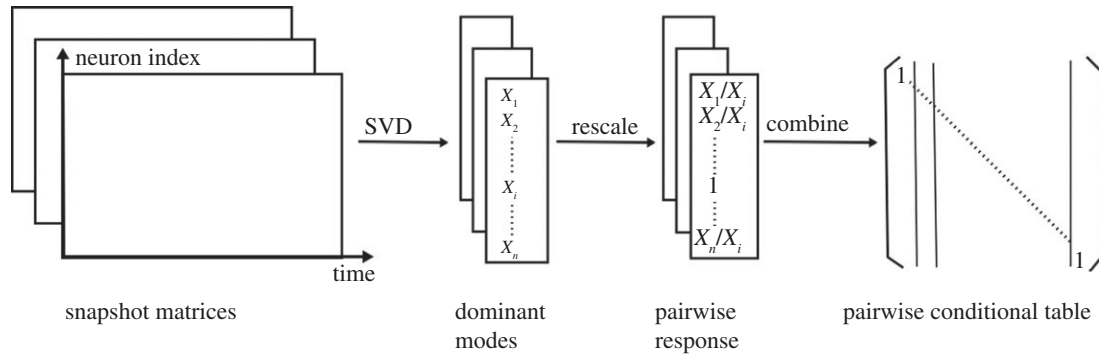 neuron index
time
snapshot matrices
SVD
X₁
X₂
Xᵢ
Xₙ
dominant
modes
rescale
X₁/Xᵢ
X₂/Xᵢ
1
Xₙ/Xᵢ
pairwise
response
combine
1
1
pairwise conditional table